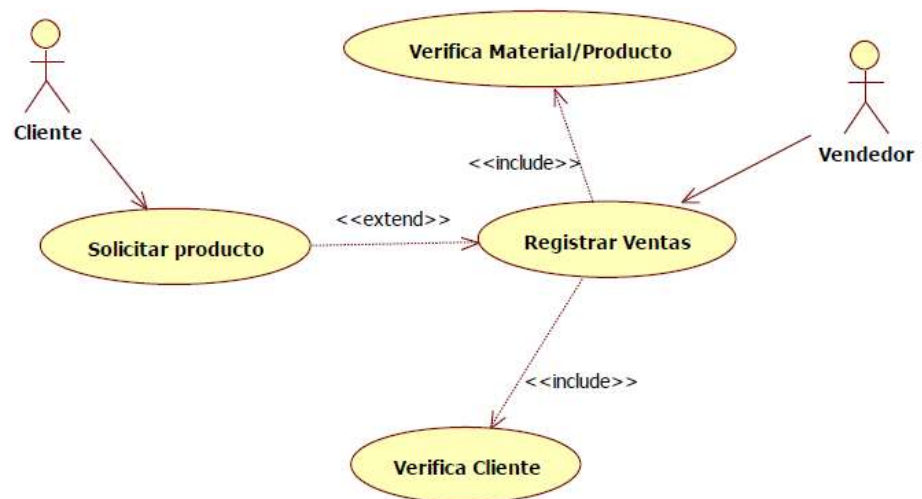 Verifica Material/Producto
Cliente
Vendedor
<<include>>
<<extend>>
Solicitar producto
Registrar Ventas
<<include>>
Verifica Cliente